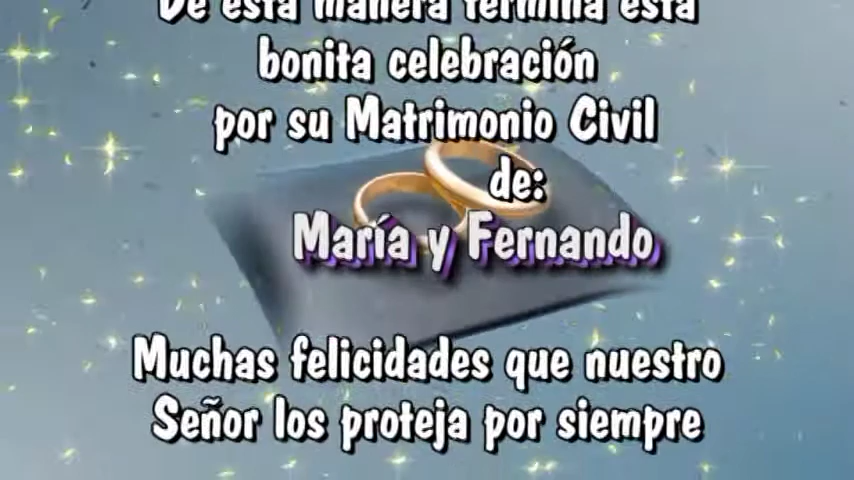 De esta manera termina esta
bonita celebración
por su Matrimonio Civil
de:
María y Fernando
Muchas felicidades que nuestro
Señor los proteja por siempre